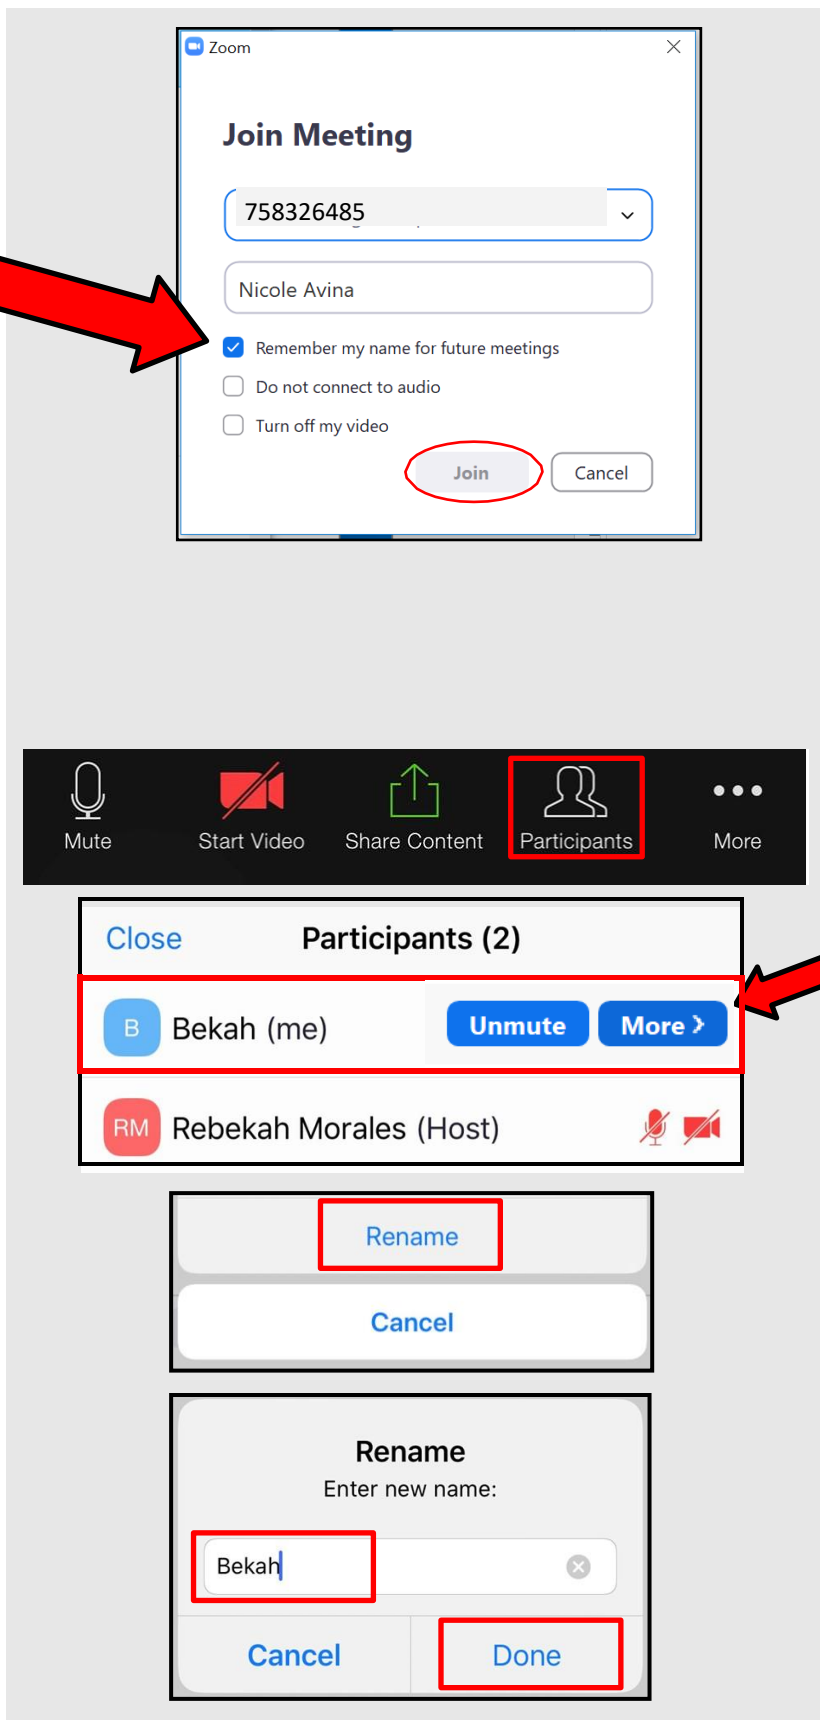 Zoom
Join Meeting
758326485
Nicole Avina
Remember my name for future meetings
Do not connect to audio
Turn off my video
Join Cancel
Mute Start Video Share Content Participants More
Close Participants (2)
B Bekah (me) Unmute More
RM Rebekah Morales (Host)
Rename
Cancel
Rename
Enter new name:
Bekah
Cancel Done